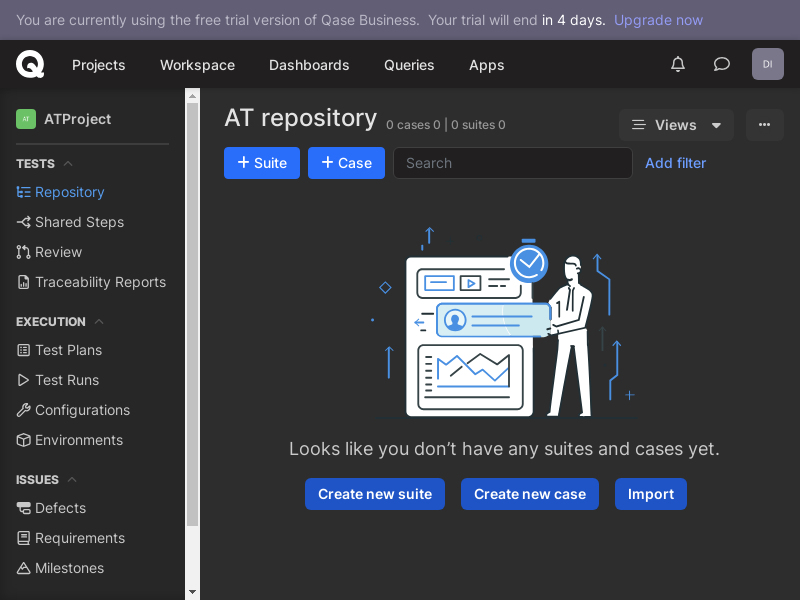 You are currently using the free trial version of Qase Business. Your trial will end in 4 days. Upgrade now
Projects Workspace Dashboards Queries Apps DI
AT ATProject
TESTS
Repository
Shared Steps
Review
Traceability Reports
EXECUTION
Test Plans
Test Runs
Configurations
Environments
ISSUES
Defects
Requirements
Milestones
AT repository 0 cases 0 | 0 suites 0 Views
+ Suite + Case Search Add filter
Looks like you don’t have any suites and cases yet.
Create new suite Create new case Import